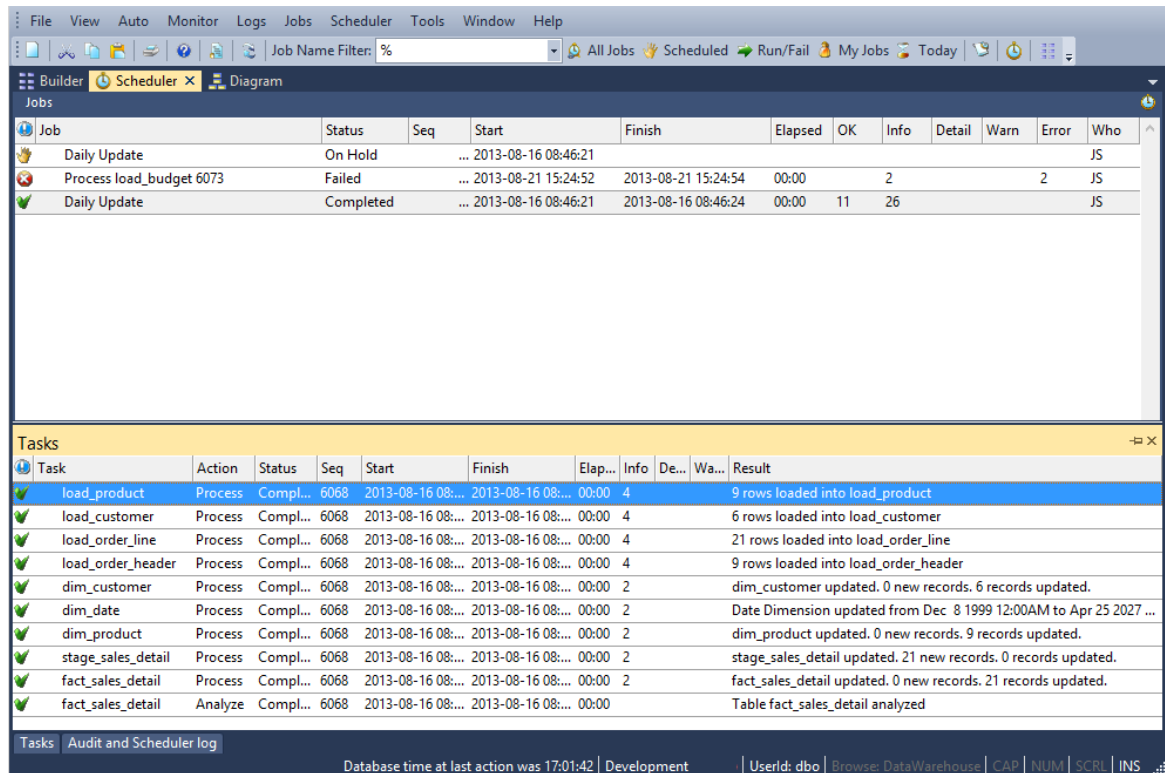 File View Auto Monitor Logs Jobs Scheduler Tools Window Help
Job Name Filter: % All Jobs Scheduled Run/Fail My Jobs Today
Builder Scheduler Diagram
Jobs
Job Status Seq Start Finish Elapsed OK Info Detail Warn Error Who
Daily Update On Hold ... 2013-08-16 08:46:21 JS
Process load_budget 6073 Failed ... 2013-08-21 15:24:52 2013-08-21 15:24:54 00:00 2 2 JS
Daily Update Completed ... 2013-08-16 08:46:21 2013-08-16 08:46:24 00:00 11 26 JS
Tasks
Task Action Status Seq Start Finish Elap... Info De... Wa... Result
load_product Process Compl... 6068 2013-08-16 08:... 2013-08-16 08:... 00:00 4 9 rows loaded into load_product
load_customer Process Compl... 6068 2013-08-16 08:... 2013-08-16 08:... 00:00 4 6 rows loaded into load_customer
load_order_line Process Compl... 6068 2013-08-16 08:... 2013-08-16 08:... 00:00 4 21 rows loaded into load_order_line
load_order_header Process Compl... 6068 2013-08-16 08:... 2013-08-16 08:... 00:00 4 9 rows loaded into load_order_header
dim_customer Process Compl... 6068 2013-08-16 08:... 2013-08-16 08:... 00:00 2 dim_customer updated. 0 new records. 6 records updated.
dim_date Process Compl... 6068 2013-08-16 08:... 2013-08-16 08:... 00:00 2 Date Dimension updated from Dec 8 1999 12:00AM to Apr 25 2027 ...
dim_product Process Compl... 6068 2013-08-16 08:... 2013-08-16 08:... 00:00 2 dim_product updated. 0 new records. 9 records updated.
stage_sales_detail Process Compl... 6068 2013-08-16 08:... 2013-08-16 08:... 00:00 2 stage_sales_detail updated. 21 new records. 0 records updated.
fact_sales_detail Process Compl... 6068 2013-08-16 08:... 2013-08-16 08:... 00:00 2 fact_sales_detail updated. 0 new records. 21 records updated.
fact_sales_detail Analyze Compl... 6068 2013-08-16 08:... 2013-08-16 08:... 00:00 Table fact_sales_detail analyzed
Tasks Audit and Scheduler log
Database time at last action was 17:01:42 Development UserId: dbo Browse: DataWarehouse CAP NUM SCRL INS